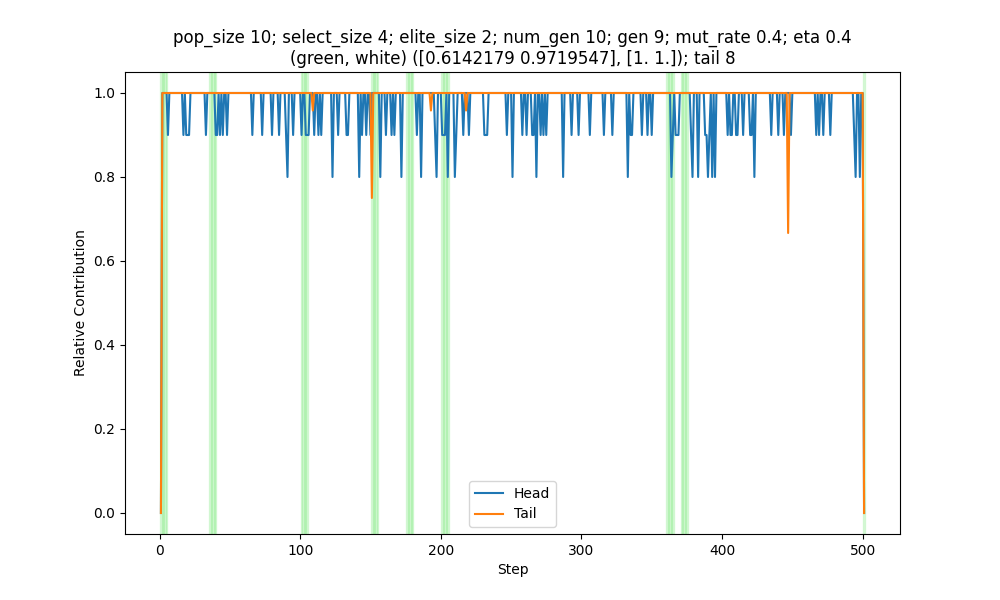 pop_size 10; select_size 4; elite_size 2; num_gen 10; gen 9; mut_rate 0.4; eta 0.4
(green, white) ([0.6142179 0.9719547], [1. 1.]); tail 8
1.0
0.8
0.6
0.4
0.2
0.0
Relative Contribution
Head
Tail
0
100
200
300
400
500
Step